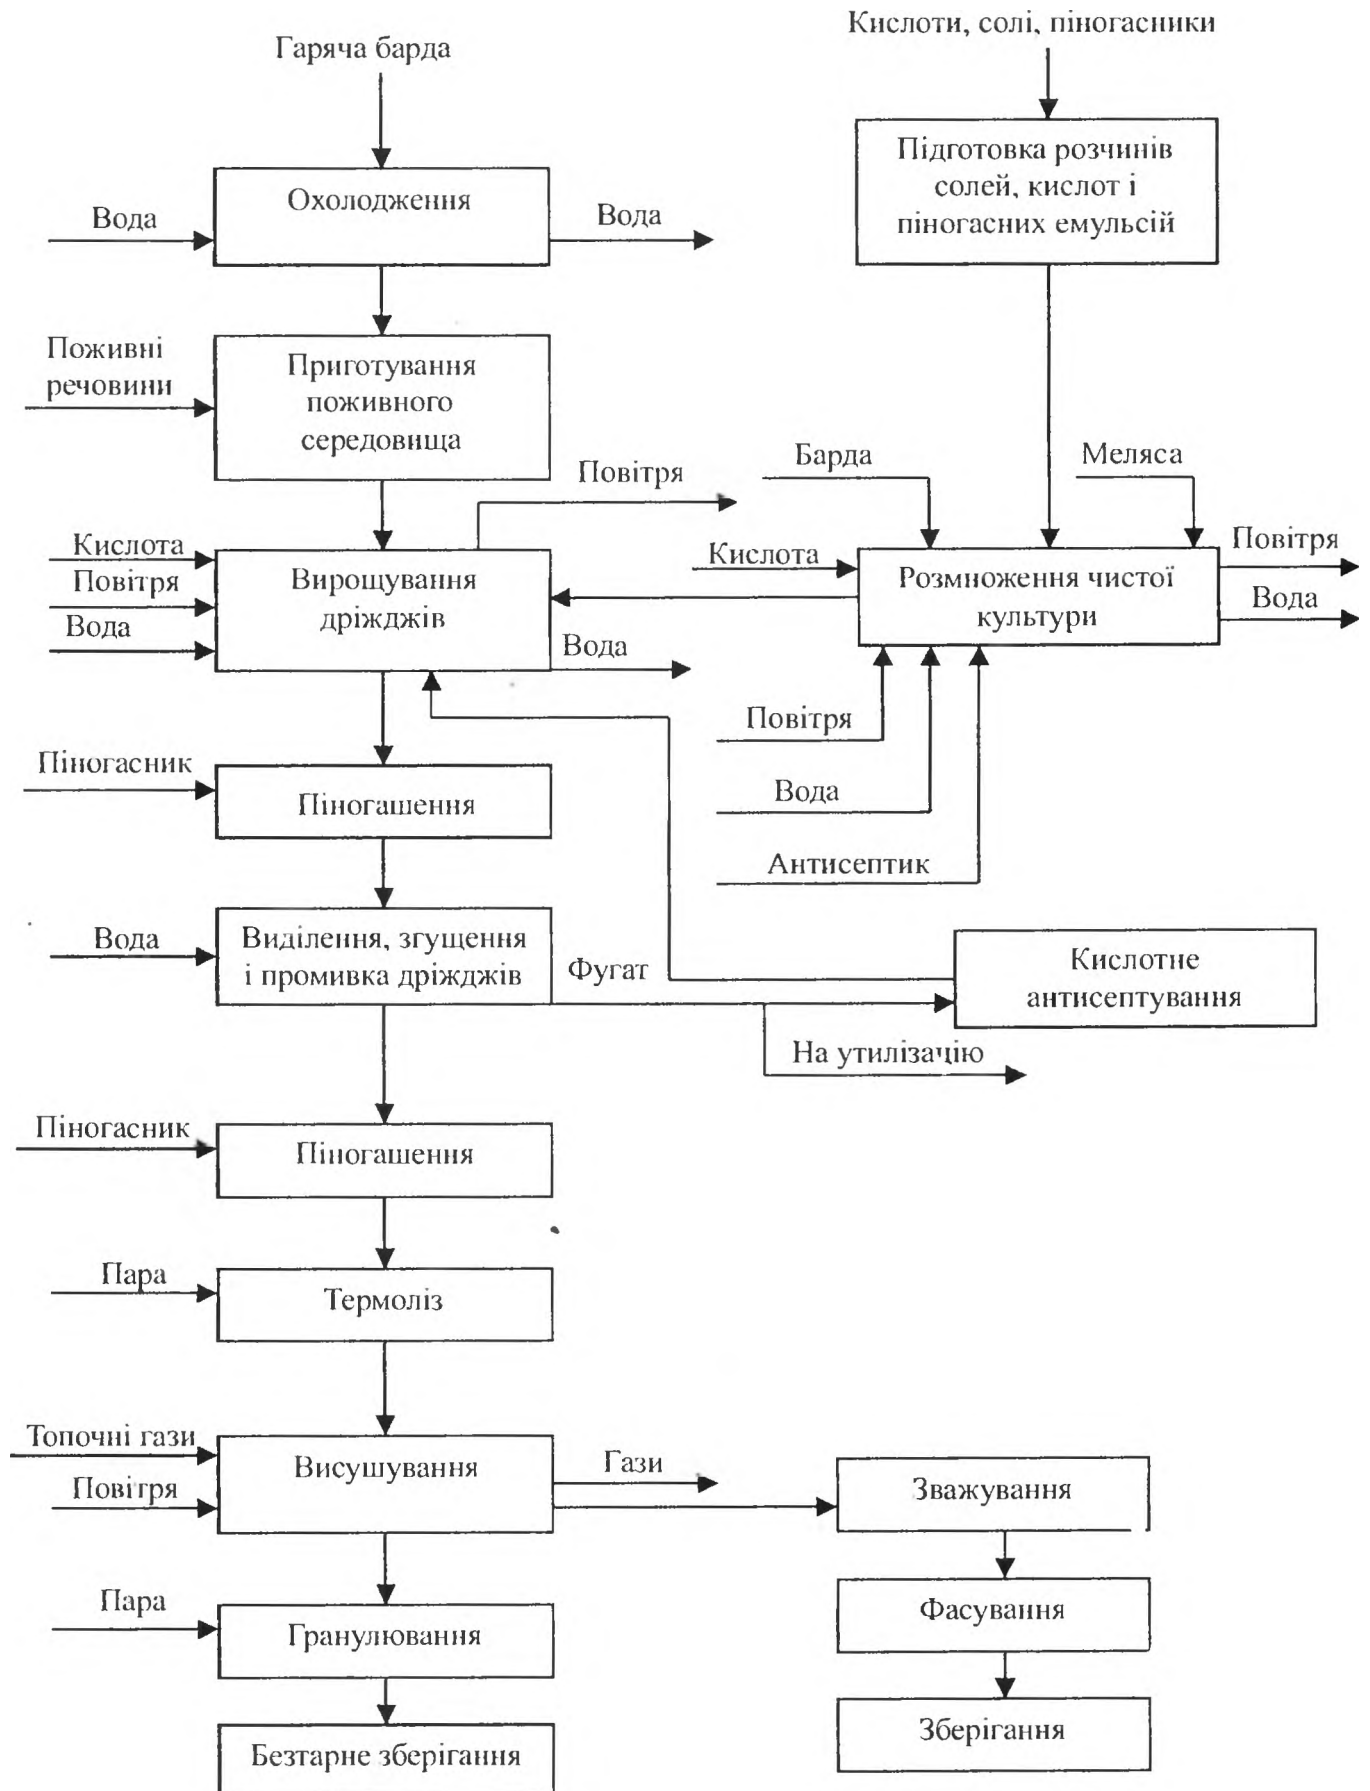 Гаряча барда
Кислоти, солі, піногасники
Охолодження
Вода
Вода
Підготовка розчинів
солей, кислот і
піногасних емульсій
Поживні
речовини
Приготування
поживного
середовища
Повітря
Барда
Меляса
Кислота
Повітря
Вода
Вирощування
дріжджів
Вода
Кислота
Розмноження чистої
культури
Повітря
Вода
Повітря
Вода
Антисептик
Піногасник
Піногашення
Вода
Виділення, згущення
і промивка дріжджів
Фугат
Кислотне
антисептування
На утилізацію
Піногасник
Піногашення
Пара
Термоліз
Топочні гази
Повітря
Висушування
Гази
Зважування
Пара
Гранулювання
Фасування
Безтарне зберігання
Зберігання